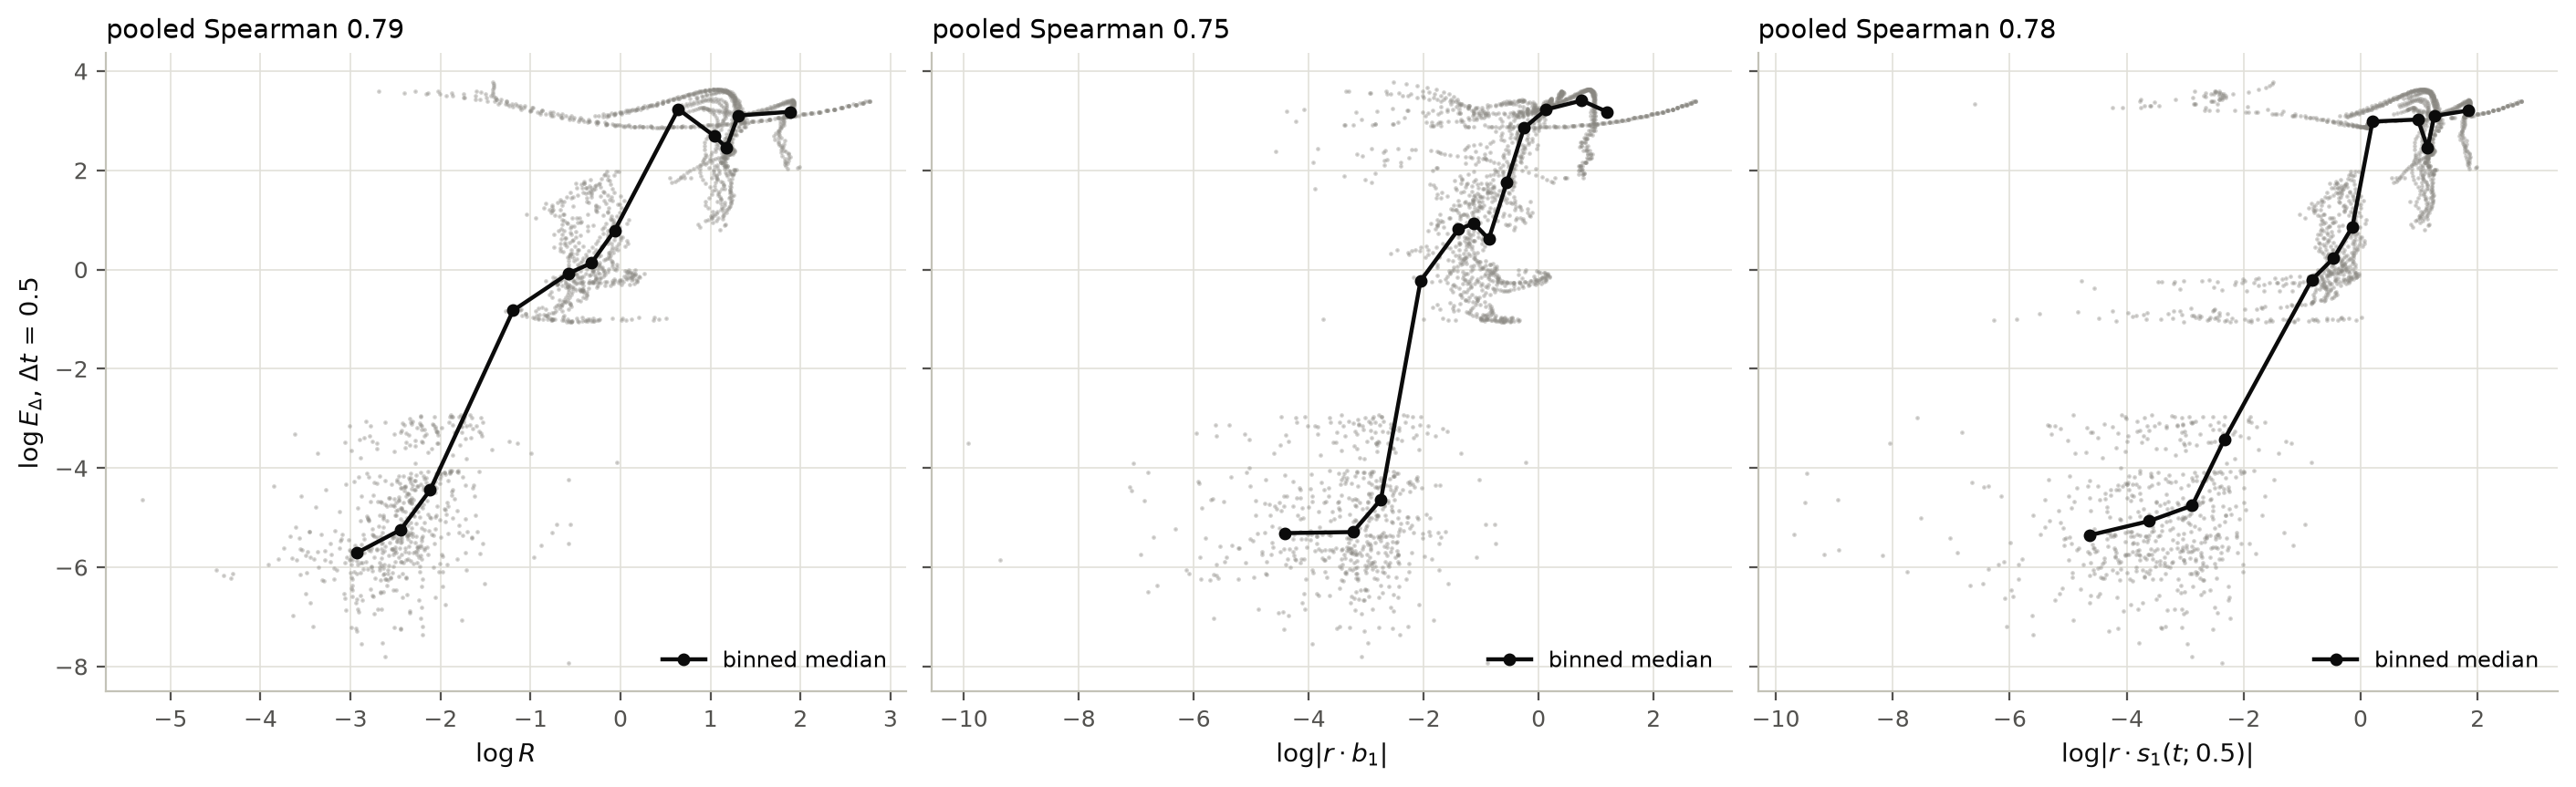 pooled Spearman 0.79
pooled Spearman 0.75
pooled Spearman 0.78
log E_Δ, Δt = 0.5
4
2
0
−2
−4
−6
−8
binned median
binned median
binned median
−5 −4 −3 −2 −1 0 1 2 3
−10 −8 −6 −4 −2 0 2
−10 −8 −6 −4 −2 0 2
log R
log|r · b₁|
log|r · s₁(t; 0.5)|